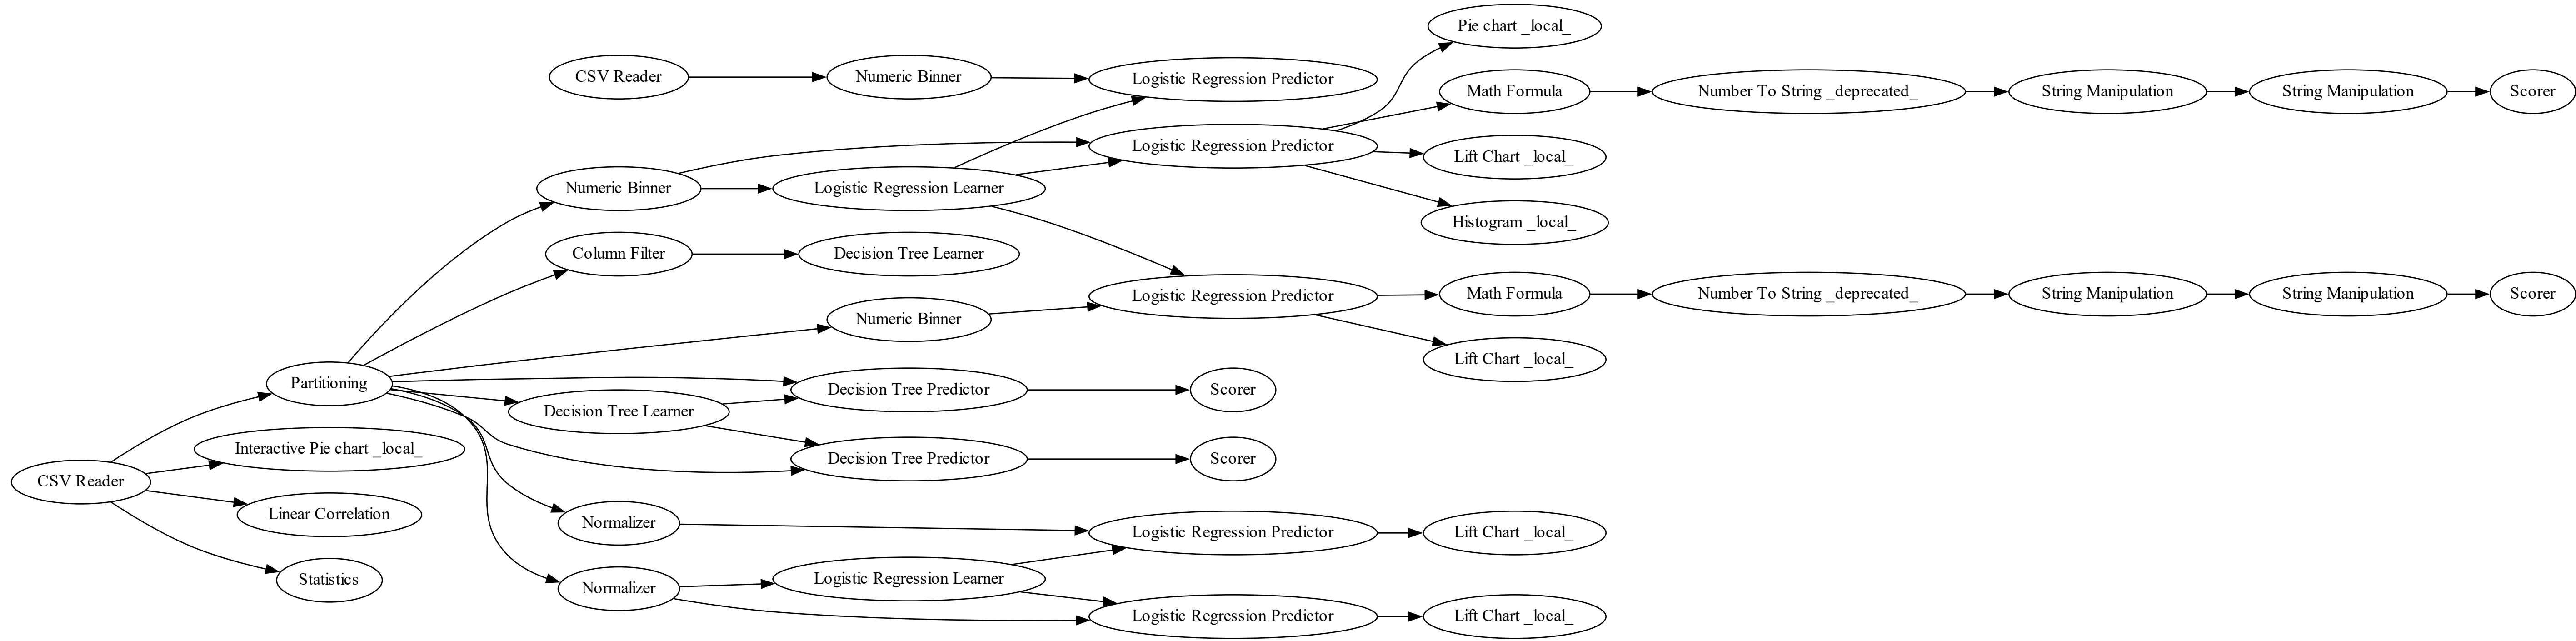 Pie chart _local_
CSV Reader
Numeric Binner
Logistic Regression Predictor
Math Formula
Number To String _deprecated_
String Manipulation
String Manipulation
Scorer
Logistic Regression Predictor
Lift Chart _local_
Numeric Binner
Logistic Regression Learner
Histogram _local_
Column Filter
Decision Tree Learner
Logistic Regression Predictor
Math Formula
Number To String _deprecated_
String Manipulation
String Manipulation
Scorer
Numeric Binner
Lift Chart _local_
Partitioning
Decision Tree Predictor
Scorer
Decision Tree Learner
Interactive Pie chart _local_
Decision Tree Predictor
Scorer
CSV Reader
Linear Correlation
Normalizer
Logistic Regression Predictor
Lift Chart _local_
Statistics
Logistic Regression Learner
Normalizer
Logistic Regression Predictor
Lift Chart _local_